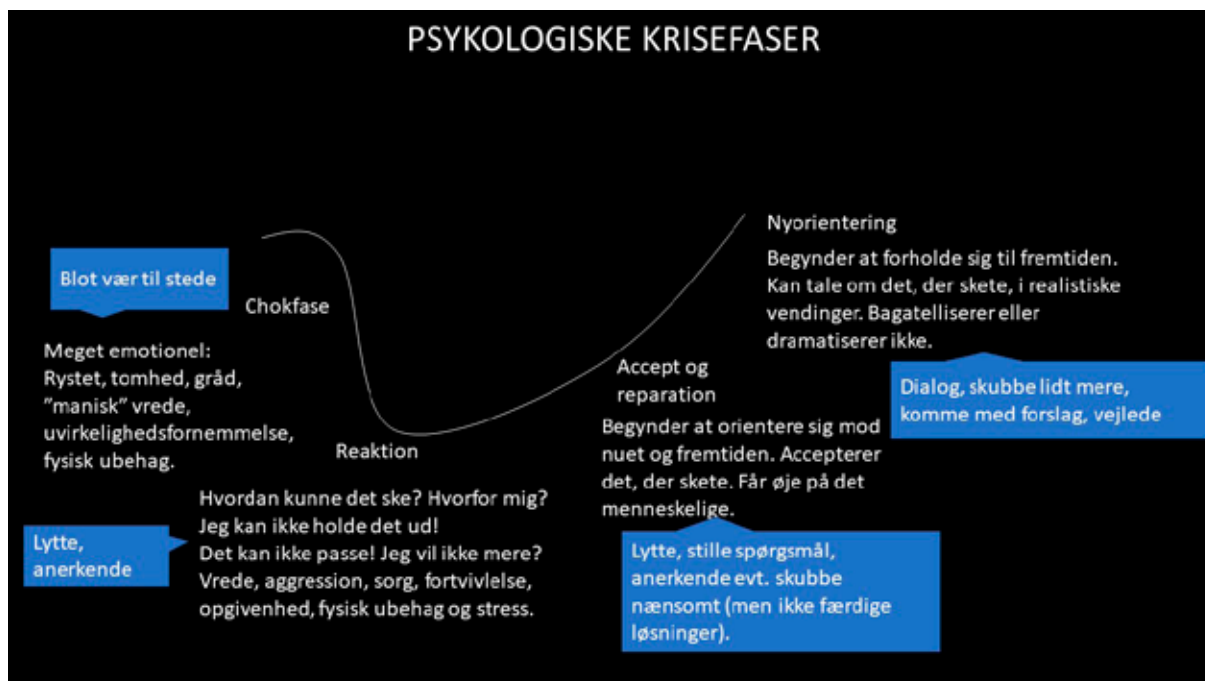 PSYKOLOGISKE KRISEFASER
Blot vær til stede
Chokfase
Meget emotionel:
Rystet, tomhed, gråd,
”manisk” vrede,
uvirkelighedsfornemmelse,
fysisk ubehag.
Reaktion
Hvordan kunne det ske? Hvorfor mig?
Jeg kan ikke holde det ud!
Det kan ikke passe! Jeg vil ikke mere?
Vrede, aggression, sorg, fortvivlelse,
opgivenhed, fysisk ubehag og stress.
Lytte,
anerkende
Accept og
reparation
Begynder at orientere sig mod
nuet og fremtiden. Accepterer
det, der skete. Får øje på det
menneskelige.
Lytte, stille spørgsmål,
anerkende evt. skubbe
nænsomt (men ikke færdige
løsninger).
Nyorientering
Begynder at forholde sig til fremtiden.
Kan tale om det, der skete, i realistiske
vendinger. Bagatelliserer eller
dramatiserer ikke.
Dialog, skubbe lidt mere,
komme med forslag, vejlede